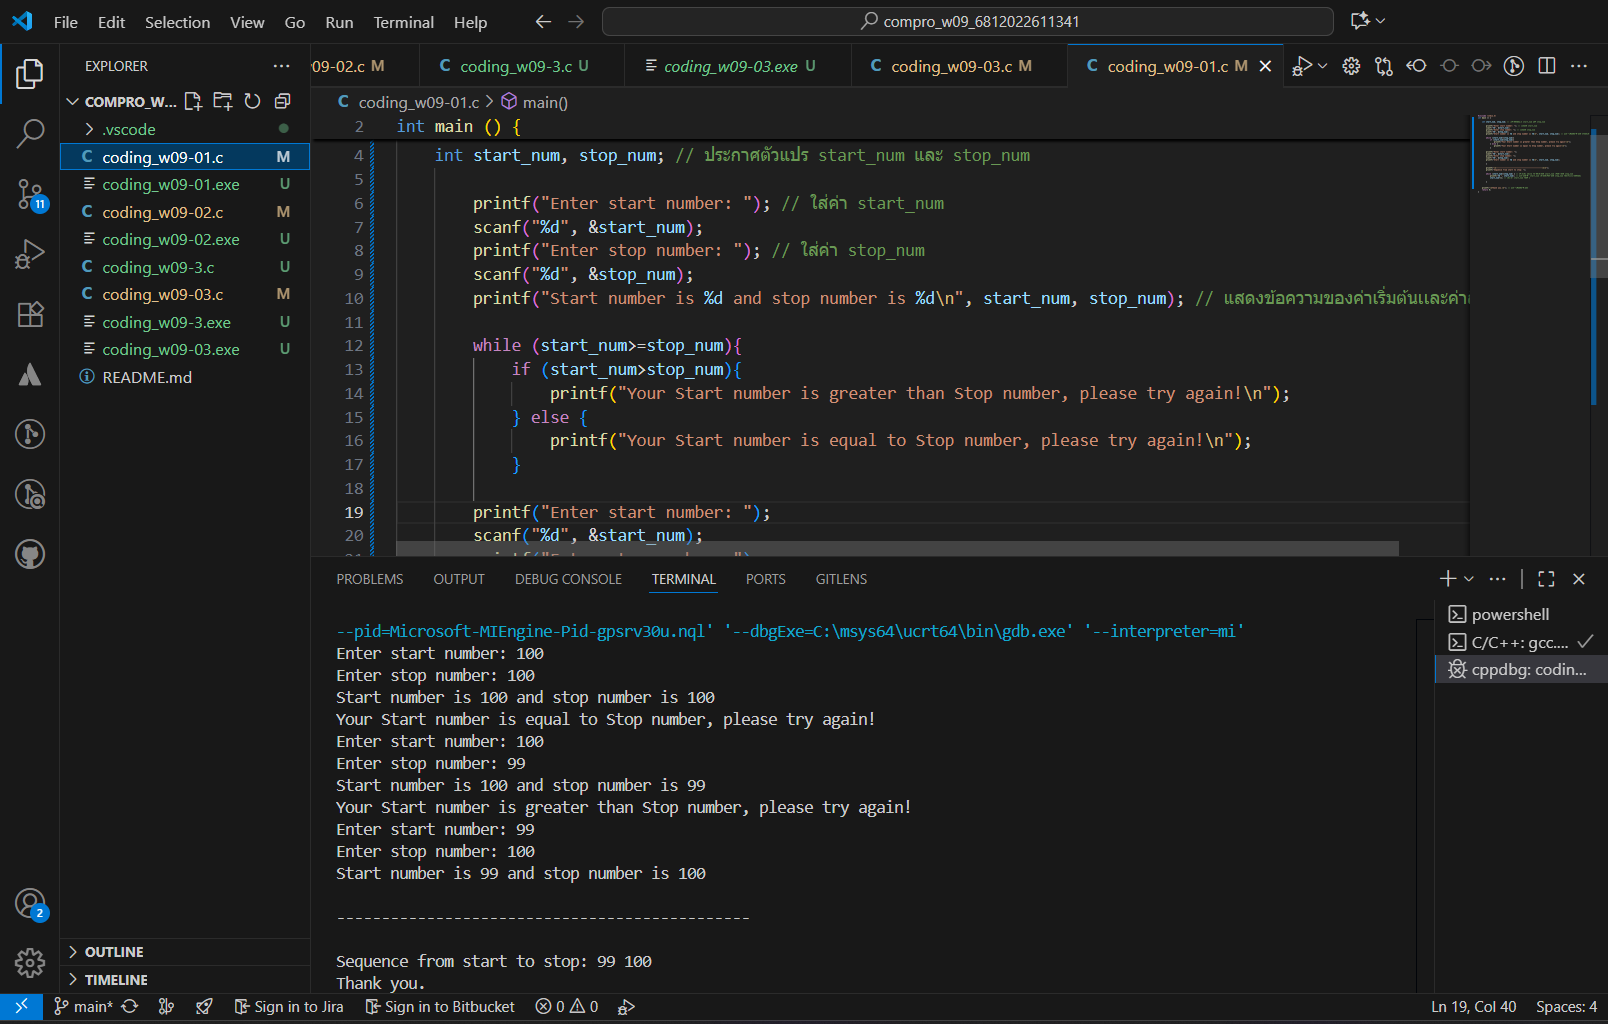 File Edit Selection View Go Run Terminal Help
compro_w09_6812022611341
EXPLORER
COMPRO_W...
.vscode
C coding_w09-01.c M
coding_w09-01.exe U
C coding_w09-02.c M
coding_w09-02.exe U
C coding_w09-3.c U
C coding_w09-03.c M
coding_w09-3.exe U
coding_w09-03.exe U
README.md
OUTLINE
TIMELINE
11
2
09-02.c M
C coding_w09-3.c U
coding_w09-03.exe U
C coding_w09-03.c M
C coding_w09-01.c M
C coding_w09-01.c > main()
2 int main () {
4 int start_num, stop_num; // ประกาศตัวแปร start_num และ stop_num
5
6 printf("Enter start number: "); // ใส่ค่า start_num
7 scanf("%d", &start_num);
8 printf("Enter stop number: "); // ใส่ค่า stop_num
9 scanf("%d", &stop_num);
10 printf("Start number is %d and stop number is %d\n", start_num, stop_num); // แสดงข้อความของค่าเริ่มต้นและค่า
11
12 while (start_num>=stop_num){
13 if (start_num>stop_num){
14 printf("Your Start number is greater than Stop number, please try again!\n");
15 } else {
16 printf("Your Start number is equal to Stop number, please try again!\n");
17 }
18
19 printf("Enter start number: ");
20 scanf("%d", &start_num);
PROBLEMS OUTPUT DEBUG CONSOLE TERMINAL PORTS GITLENS
--pid=Microsoft-MIEngine-Pid-gpsrv30u.nql' '--dbgExe=C:\msys64\ucrt64\bin\gdb.exe' '--interpreter=mi'
Enter start number: 100
Enter stop number: 100
Start number is 100 and stop number is 100
Your Start number is equal to Stop number, please try again!
Enter start number: 100
Enter stop number: 99
Start number is 100 and stop number is 99
Your Start number is greater than Stop number, please try again!
Enter start number: 99
Enter stop number: 100
Start number is 99 and stop number is 100
----------------------------------------------
Sequence from start to stop: 99 100
Thank you.
powershell
C/C++: gcc....
cppdbg: codin...
main* Sign in to Jira Sign in to Bitbucket 0 0 Ln 19, Col 40 Spaces: 4